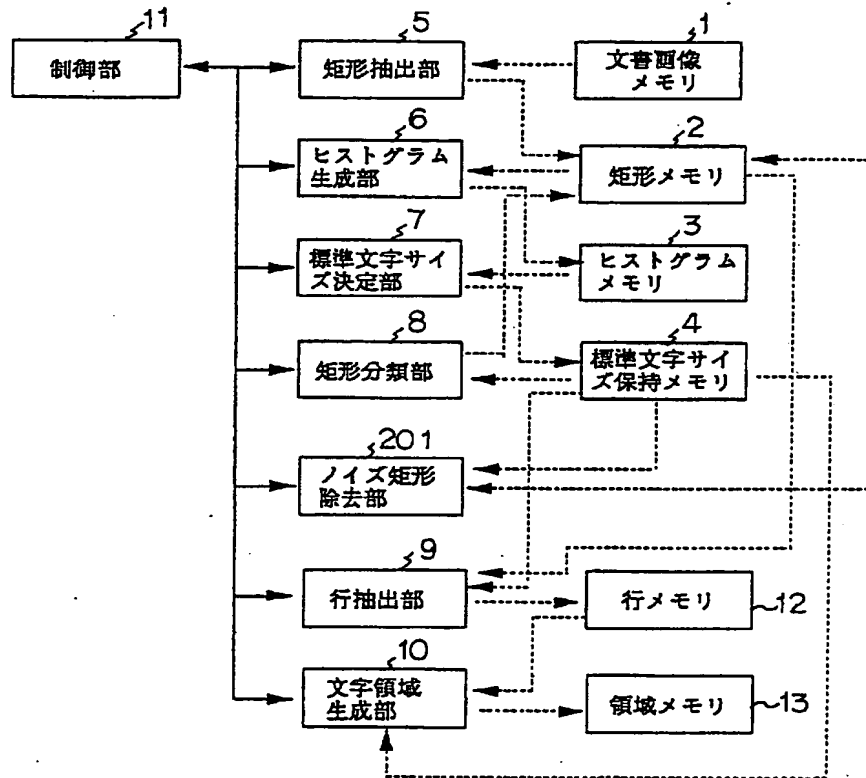 11
制御部
5
矩形抽出部
1
文書画像
メモリ
6
ヒストグラム
生成部
2
矩形メモリ
7
標準文字サイ
ズ決定部
3
ヒストグラム
メモリ
8
矩形分類部
4
標準文字サイ
ズ保持メモリ
201
ノイズ矩形
除去部
9
行抽出部
行メモリ
12
10
文字領域
生成部
領域メモリ
13